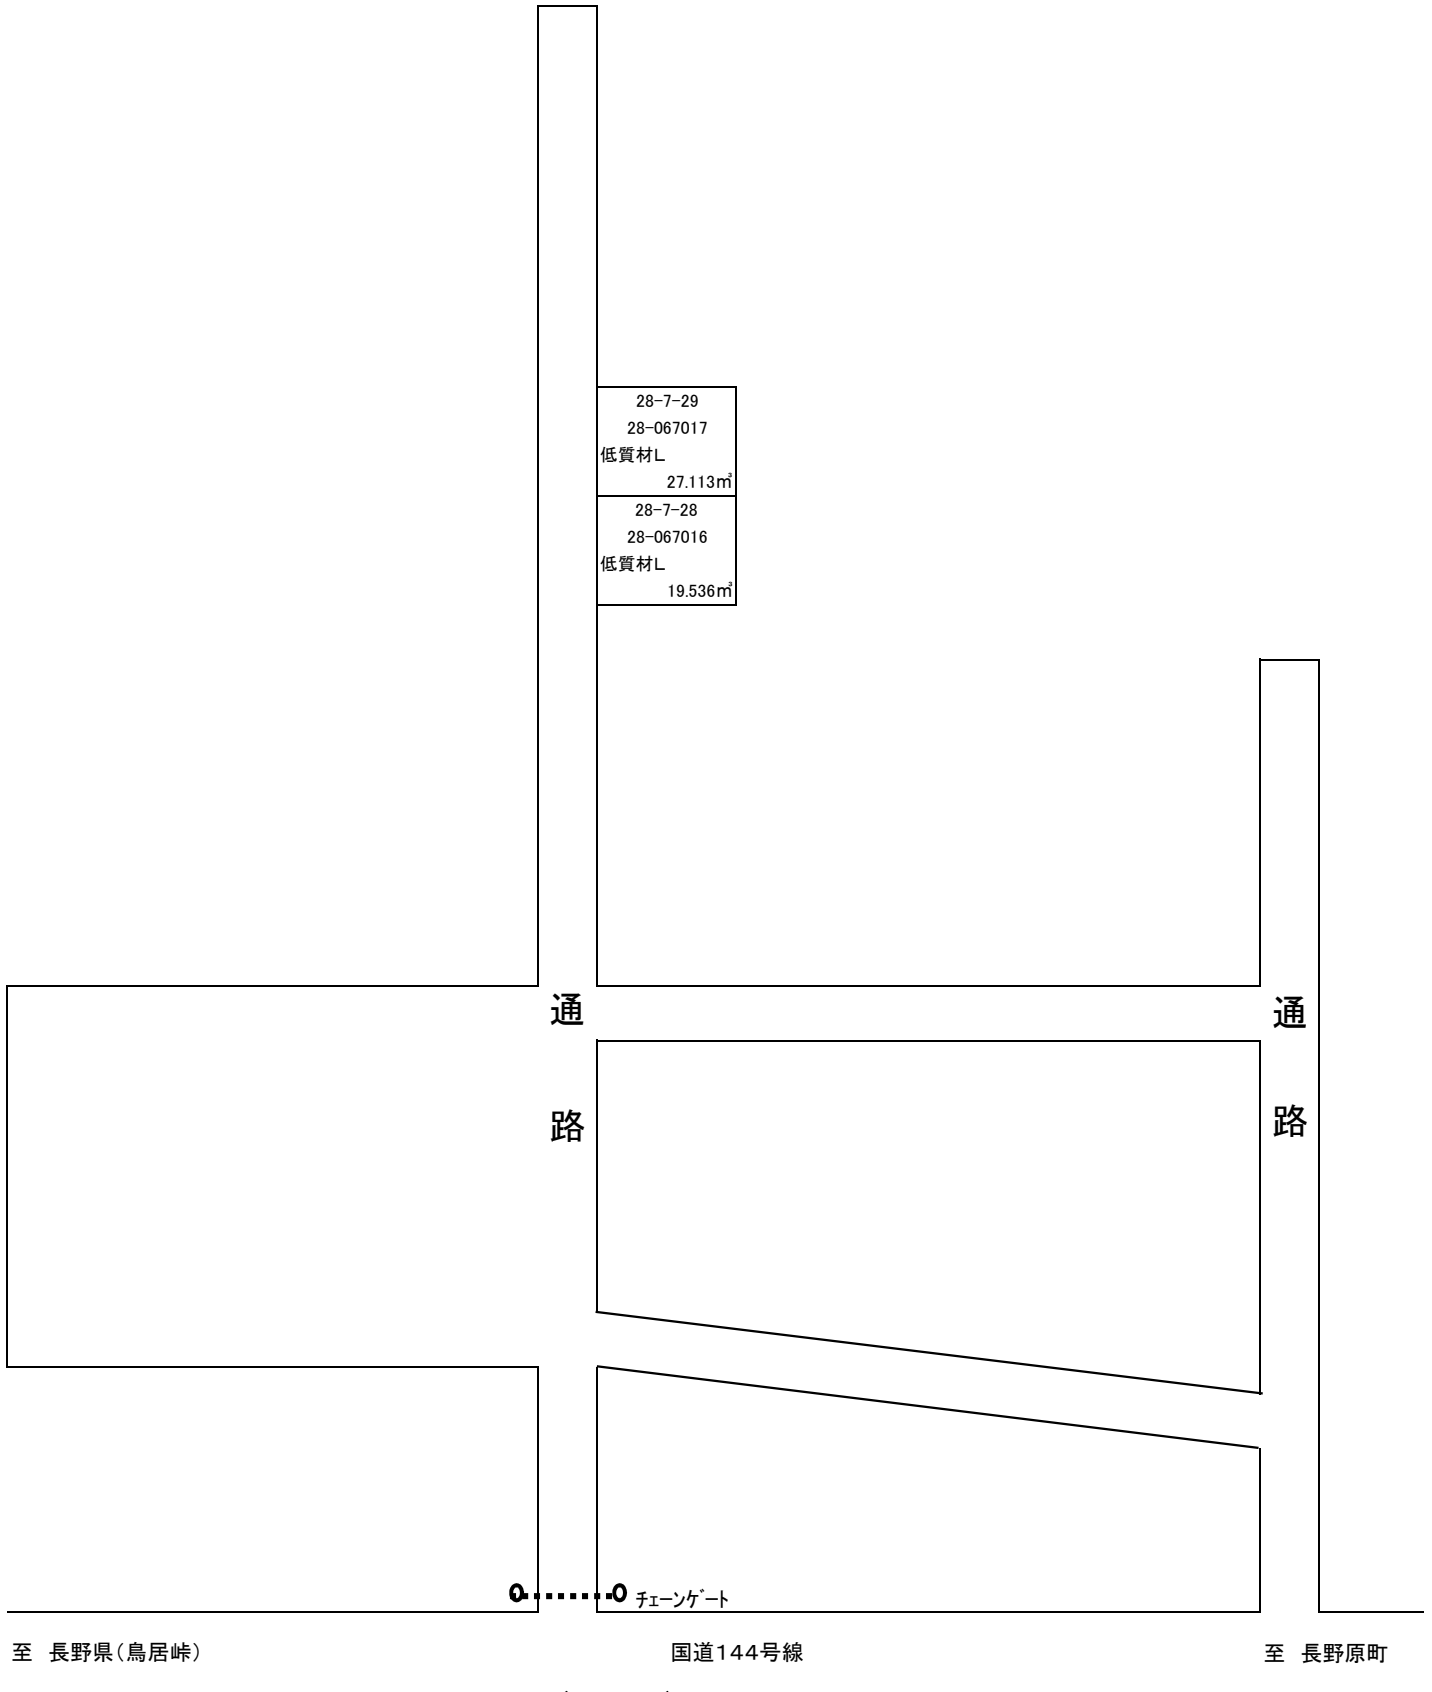 28-7-29
28-067017
低質材L
27.113㎥
28-7-28
28-067016
低質材L
19.536㎥
通
路
通
路
チェーンゲート
至 長野県(鳥居峠)
国道144号線
至 長野原町